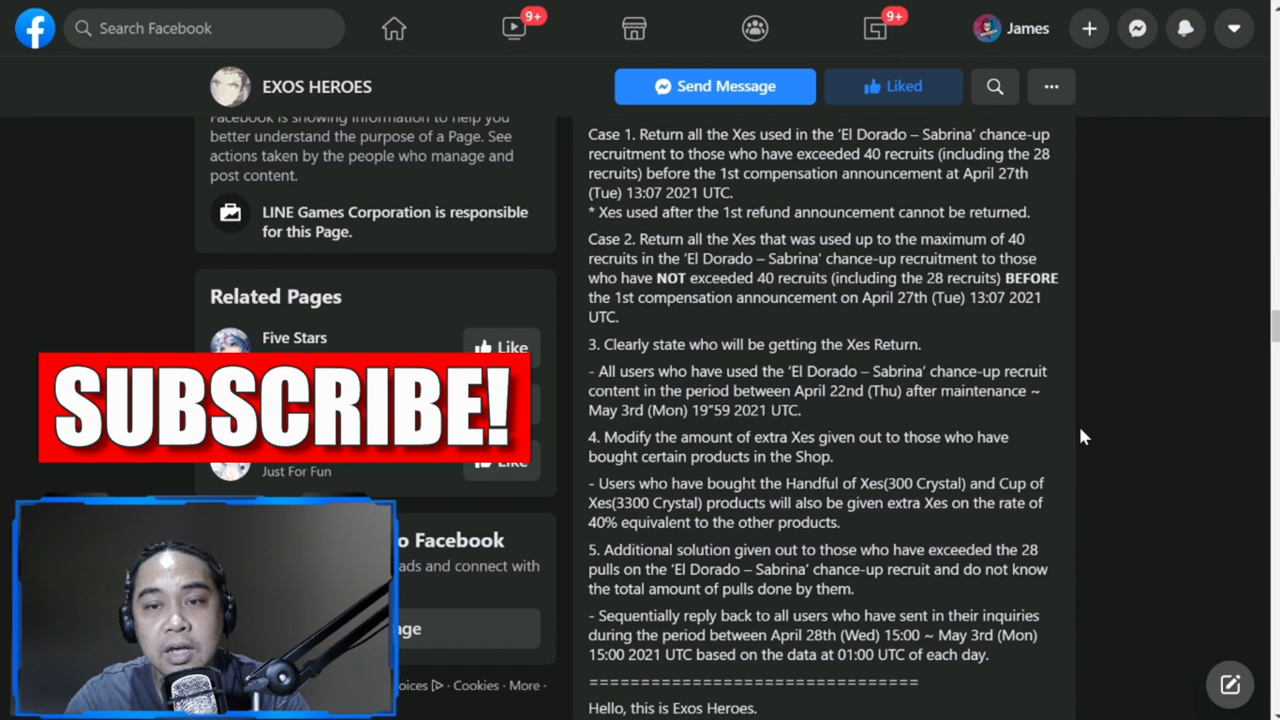 Search Facebook
9+
9+
James
EXOS HEROES
Send Message
Liked
Facebook is showing information to help you
better understand the purpose of a Page. See
actions taken by the people who manage and
post content.
LINE Games Corporation is responsible
for this Page.
Related Pages
Five Stars
Like
SUBSCRIBE!
Like
Just For Fun
o Facebook
ads and connect with
age
oices
· Cookies · More ·
Case 1. Return all the Xes used in the ‘El Dorado – Sabrina’ chance-up
recruitment to those who have exceeded 40 recruits (including the 28
recruits) before the 1st compensation announcement at April 27th
(Tue) 13:07 2021 UTC.
* Xes used after the 1st refund announcement cannot be returned.
Case 2. Return all the Xes that was used up to the maximum of 40
recruits in the ‘El Dorado – Sabrina’ chance-up recruitment to those
who have NOT exceeded 40 recruits (including the 28 recruits) BEFORE
the 1st compensation announcement on April 27th (Tue) 13:07 2021
UTC.
3. Clearly state who will be getting the Xes Return.
- All users who have used the ‘El Dorado – Sabrina’ chance-up recruit
content in the period between April 22nd (Thu) after maintenance ~
May 3rd (Mon) 19"59 2021 UTC.
4. Modify the amount of extra Xes given out to those who have
bought certain products in the Shop.
- Users who have bought the Handful of Xes(300 Crystal) and Cup of
Xes(3300 Crystal) products will also be given extra Xes on the rate of
40% equivalent to the other products.
5. Additional solution given out to those who have exceeded the 28
pulls on the ‘El Dorado – Sabrina’ chance-up recruit and do not know
the total amount of pulls done by them.
- Sequentially reply back to all users who have sent in their inquiries
during the period between April 28th (Wed) 15:00 ~ May 3rd (Mon)
15:00 2021 UTC based on the data at 01:00 UTC of each day.
================================
Hello, this is Exos Heroes.